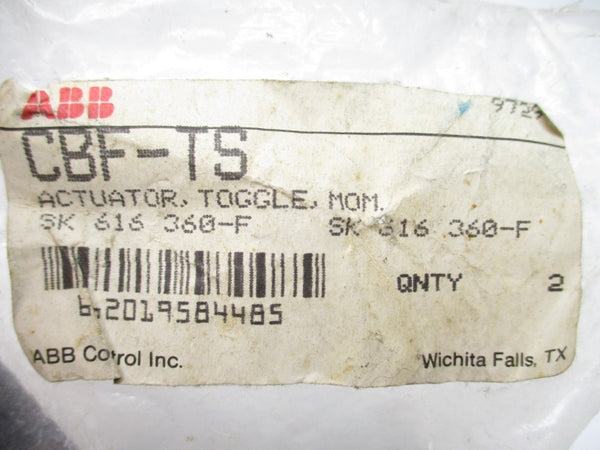 ABB
CBF-TS
ACTUATOR, TOGGLE, MOM.
SK 616 360-F SK 616 360-F
QNTY 2
6 2019584485
ABB Control Inc. Wichita Falls, TX